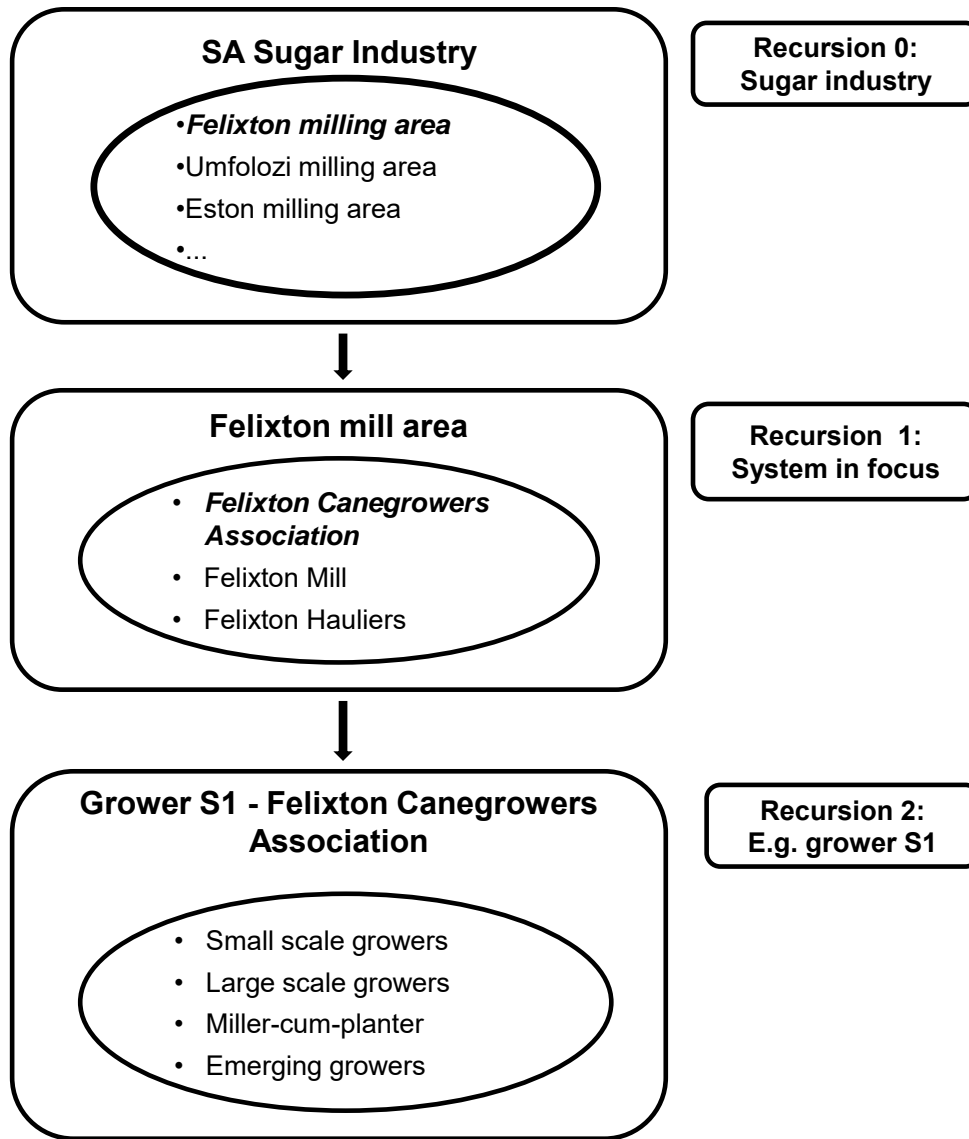 SA Sugar Industry
•Felixton milling area
•Umfolozi milling area
•Eston milling area
•...
Recursion 0:
Sugar industry
Felixton mill area
• Felixton Canegrowers
Association
• Felixton Mill
• Felixton Hauliers
Recursion 1:
System in focus
Grower S1 - Felixton Canegrowers
Association
• Small scale growers
• Large scale growers
• Miller-cum-planter
• Emerging growers
Recursion 2:
E.g. grower S1